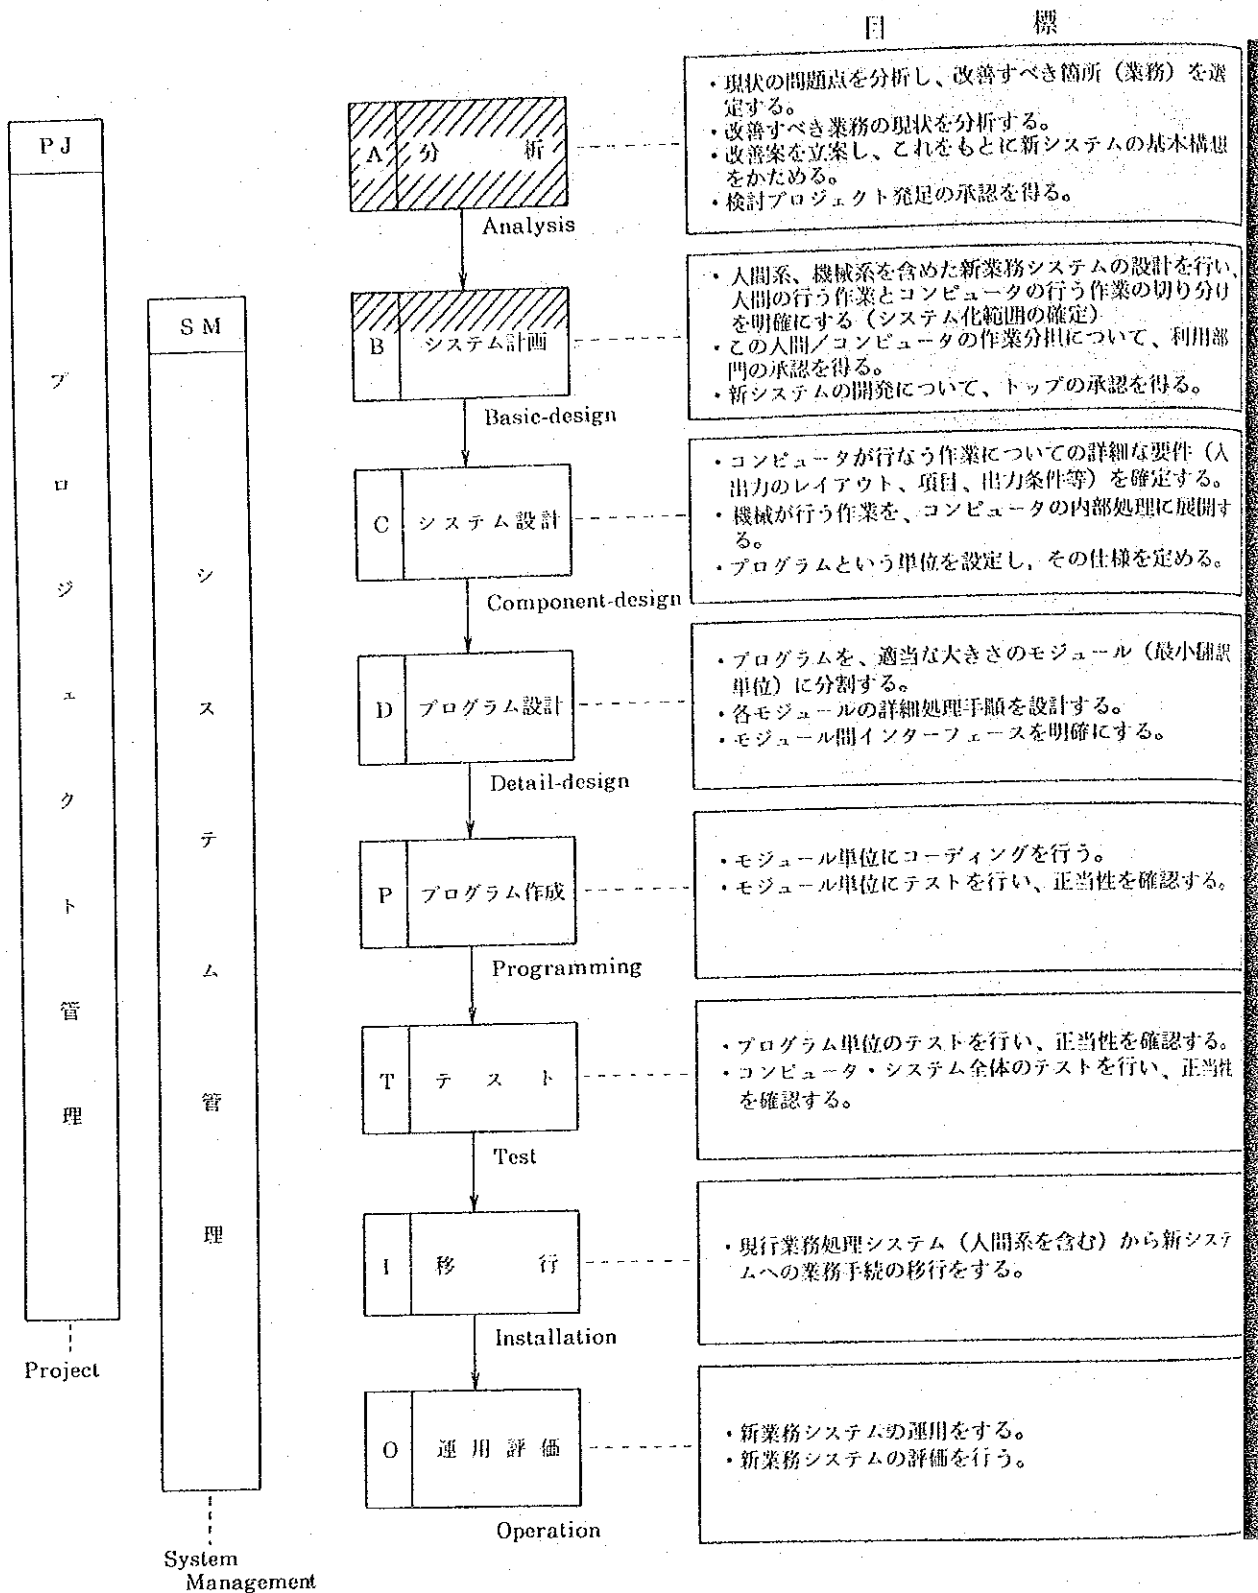 目 標
PJ
プロジェクト管理
Project
SM
システム管理
System
Management
A 分 析
Analysis
・現状の問題点を分析し、改善すべき箇所（業務）を選
定する。
・改善すべき業務の現状を分析する。
・改善案を立案し、これをもとに新システムの基本構想
をかためる。
・検討プロジェクト発足の承認を得る。
B システム計画
Basic-design
・人間系、機械系を含めた新業務システムの設計を行い、
人間の行う作業とコンピュータの行う作業の切り分け
を明確にする（システム化範囲の確定）
・この人間／コンピュータの作業分担について、利用部
門の承認を得る。
・新システムの開発について、トップの承認を得る。
C システム設計
Component-design
・コンピュータが行なう作業についての詳細な要件（入
出力のレイアウト、項目、出力条件等）を確定する。
・機械が行う作業を、コンピュータの内部処理に展開す
る。
・プログラムという単位を設定し、その仕様を定める。
D プログラム設計
Detail-design
・プログラムを、適当な大きさのモジュール（最小翻訳
単位）に分割する。
・各モジュールの詳細処理手順を設計する。
・モジュール間インターフェースを明確にする。
P プログラム作成
Programming
・モジュール単位にコーディングを行う。
・モジュール単位にテストを行い、正当性を確認する。
T テ ス ト
Test
・プログラム単位のテストを行い、正当性を確認する。
・コンピュータ・システム全体のテストを行い、正当性
を確認する。
I 移 行
Installation
・現行業務処理システム（人間系を含む）から新システ
ムへの業務手続の移行をする。
O 運用評価
Operation
・新業務システムの運用をする。
・新業務システムの評価を行う。